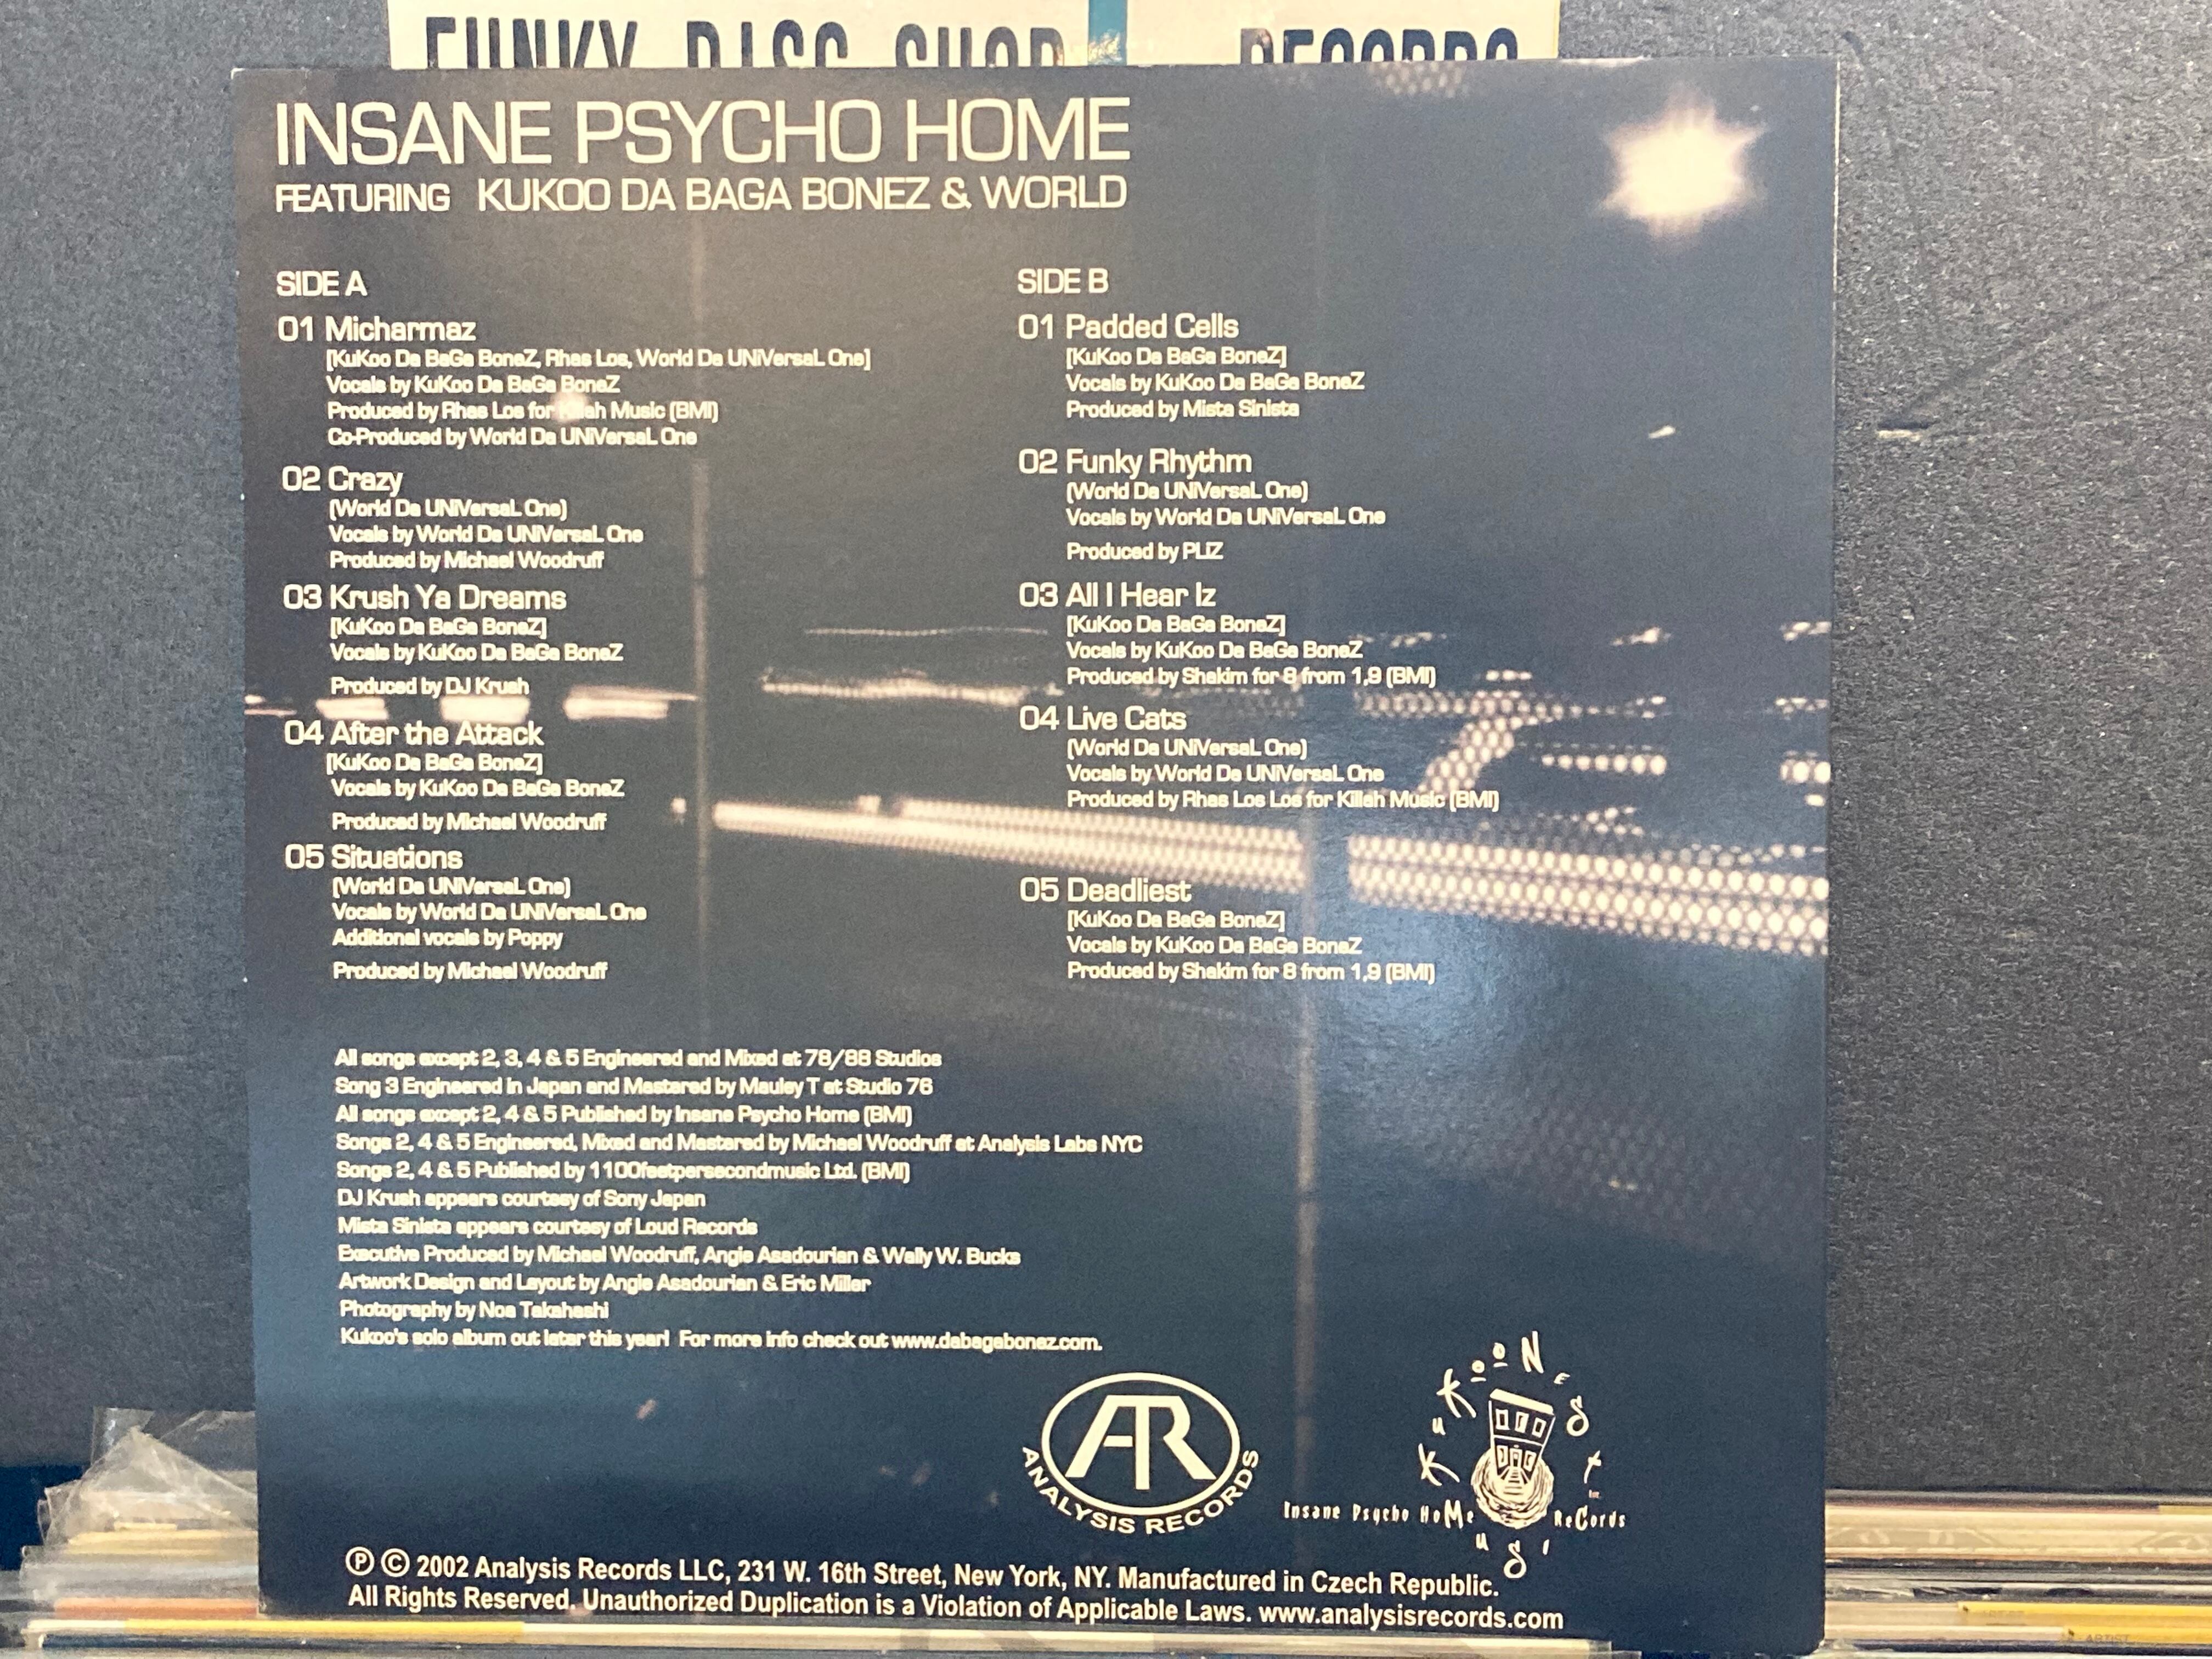 FUNKY DISC SHOP RECORDS
INSANE PSYCHO HOME
FEATURING KUKOO DA BAGA BONEZ & WORLD
SIDE A
01 Micharmaz
[KuKoo Da BaGa BoneZ, Rhas Los, World Da UNiVersaL One]
Vocals by KuKoo Da BaGa BoneZ
Produced by Rhas Los for Killah Music (BMI)
Co-Produced by World Da UNiVersaL One
02 Crazy
(World Da UNiVersaL One)
Vocals by World Da UNiVersaL One
Produced by Michael Woodruff
03 Krush Ya Dreams
[KuKoo Da BaGa BoneZ]
Vocals by KuKoo Da BaGa BoneZ
Produced by DJ Krush
04 After the Attack
[KuKoo Da BaGa BoneZ]
Vocals by KuKoo Da BaGa BoneZ
Produced by Michael Woodruff
05 Situations
(World Da UNiVersaL One)
Vocals by World Da UNiVersaL One
Additional vocals by Poppy
Produced by Michael Woodruff
SIDE B
01 Padded Cells
[KuKoo Da BaGa BoneZ]
Vocals by KuKoo Da BaGa BoneZ
Produced by Mista Sinista
02 Funky Rhythm
(World Da UNiVersaL One)
Vocals by World Da UNiVersaL One
Produced by PLiZ
03 All I Hear Iz
[KuKoo Da BaGa BoneZ]
Vocals by KuKoo Da BaGa BoneZ
Produced by Shakim for 8 from 1,9 (BMI)
04 Live Cats
(World Da UNiVersaL One)
Vocals by World Da UNiVersaL One
Produced by Rhas Los Los for Killah Music (BMI)
05 Deadliest
[KuKoo Da BaGa BoneZ]
Vocals by KuKoo Da BaGa BoneZ
Produced by Shakim for 8 from 1,9 (BMI)
All songs except 2, 3, 4 & 5 Engineered and Mixed at 78/88 Studios
Song 3 Engineered in Japan and Mastered by Mauley T at Studio 76
All songs except 2, 4 & 5 Published by Insane Psycho Home (BMI)
Songs 2, 4 & 5 Engineered, Mixed and Mastered by Michael Woodruff at Analysis Labs NYC
Songs 2, 4 & 5 Published by 1100feetpersecondmusic Ltd. (BMI)
DJ Krush appears courtesy of Sony Japan
Mista Sinista appears courtesy of Loud Records
Executive Produced by Michael Woodruff, Angie Asadourian & Wally W. Bucks
Artwork Design and Layout by Angie Asadourian & Eric Miller
Photography by Noa Takahashi
Kukoo's solo album out later this year! For more info check out www.dabagabonez.com.
AR
ANALYSIS RECORDS
KuKooNEST
Insane Psycho HoMe ReCords
℗ © 2002 Analysis Records LLC, 231 W. 16th Street, New York, NY. Manufactured in Czech Republic.
All Rights Reserved. Unauthorized Duplication is a Violation of Applicable Laws. www.analysisrecords.com
ARTIST